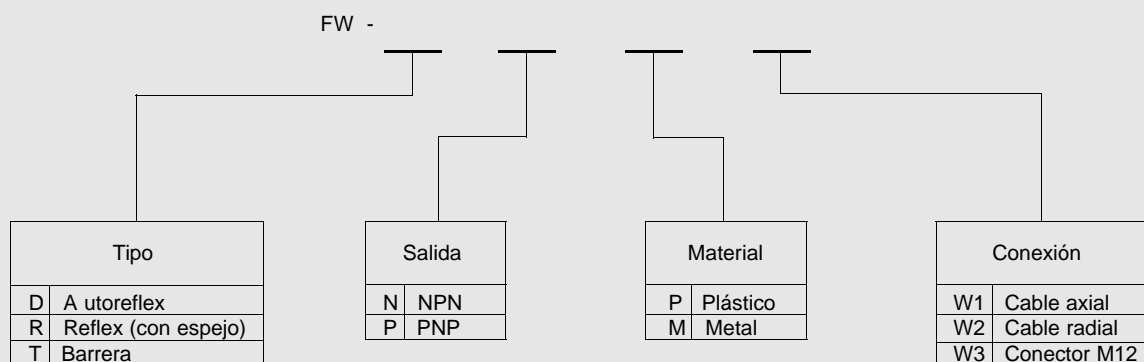 FW -
Tipo Salida Material Conexión
D A utoreflex N NPN P Plástico W1 Cable axial
R Reflex (con espejo) P PNP M Metal W2 Cable radial
T Barrera W3 Conector M12